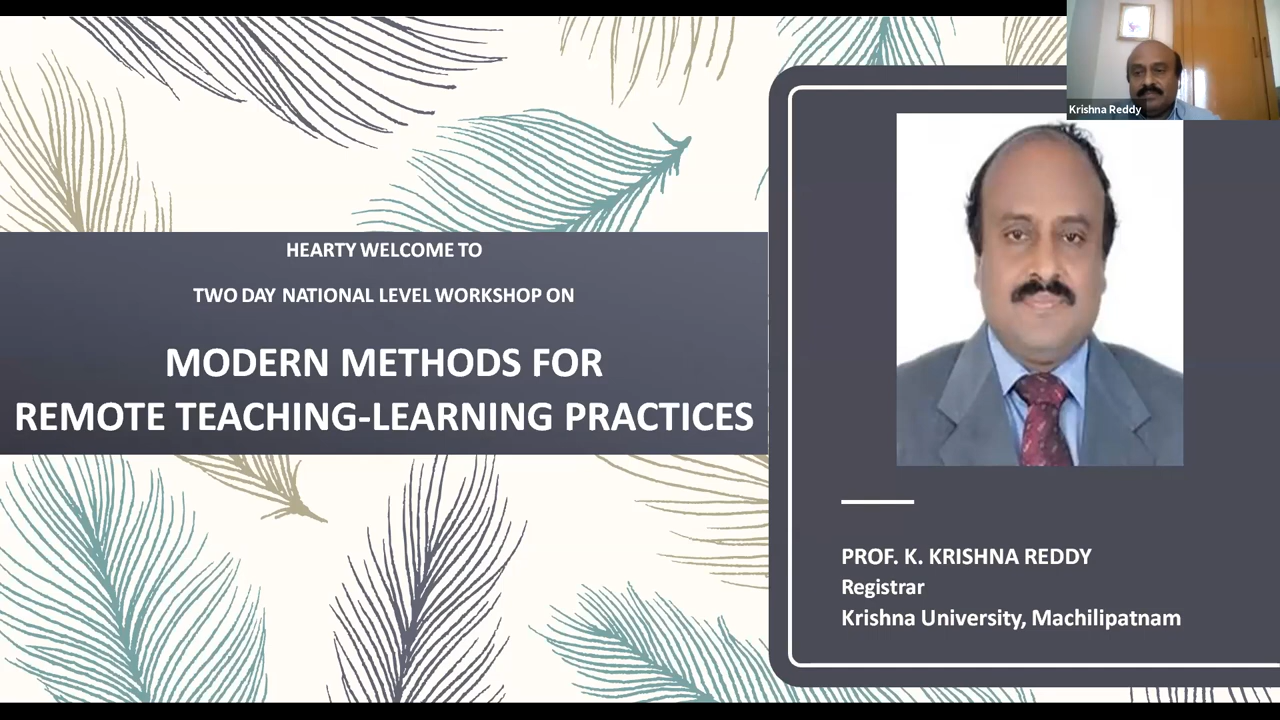 Krishna Reddy
HEARTY WELCOME TO
TWO DAY NATIONAL LEVEL WORKSHOP ON
MODERN METHODS FOR
REMOTE TEACHING-LEARNING PRACTICES
PROF. K. KRISHNA REDDY
Registrar
Krishna University, Machilipatnam